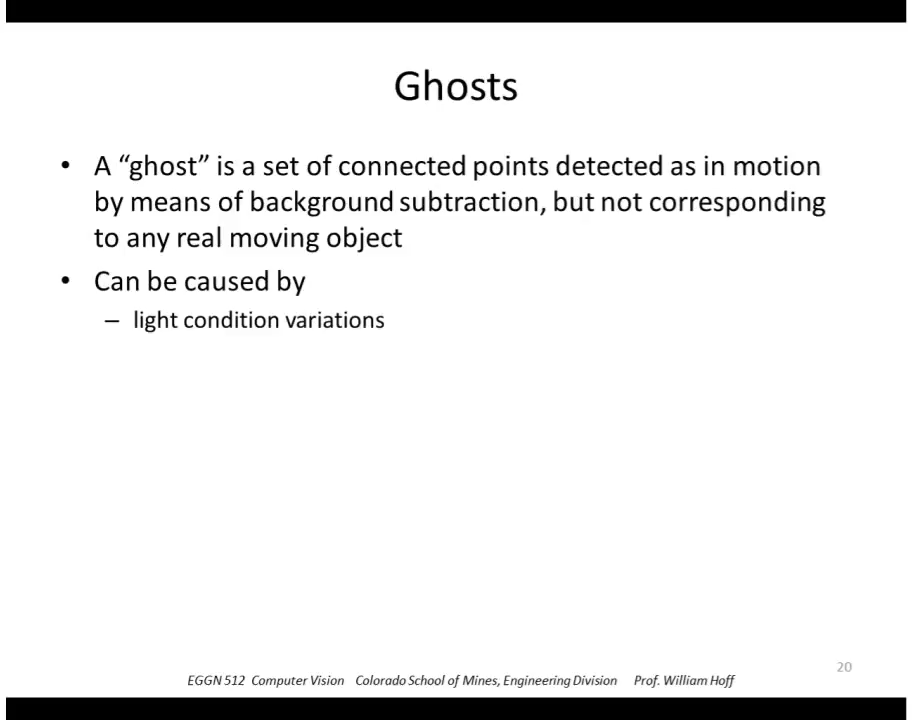 Ghosts
• A “ghost” is a set of connected points detected as in motion
by means of background subtraction, but not corresponding
to any real moving object
• Can be caused by
– light condition variations
20
EGGN 512 Computer Vision Colorado School of Mines, Engineering Division Prof. William Hoff